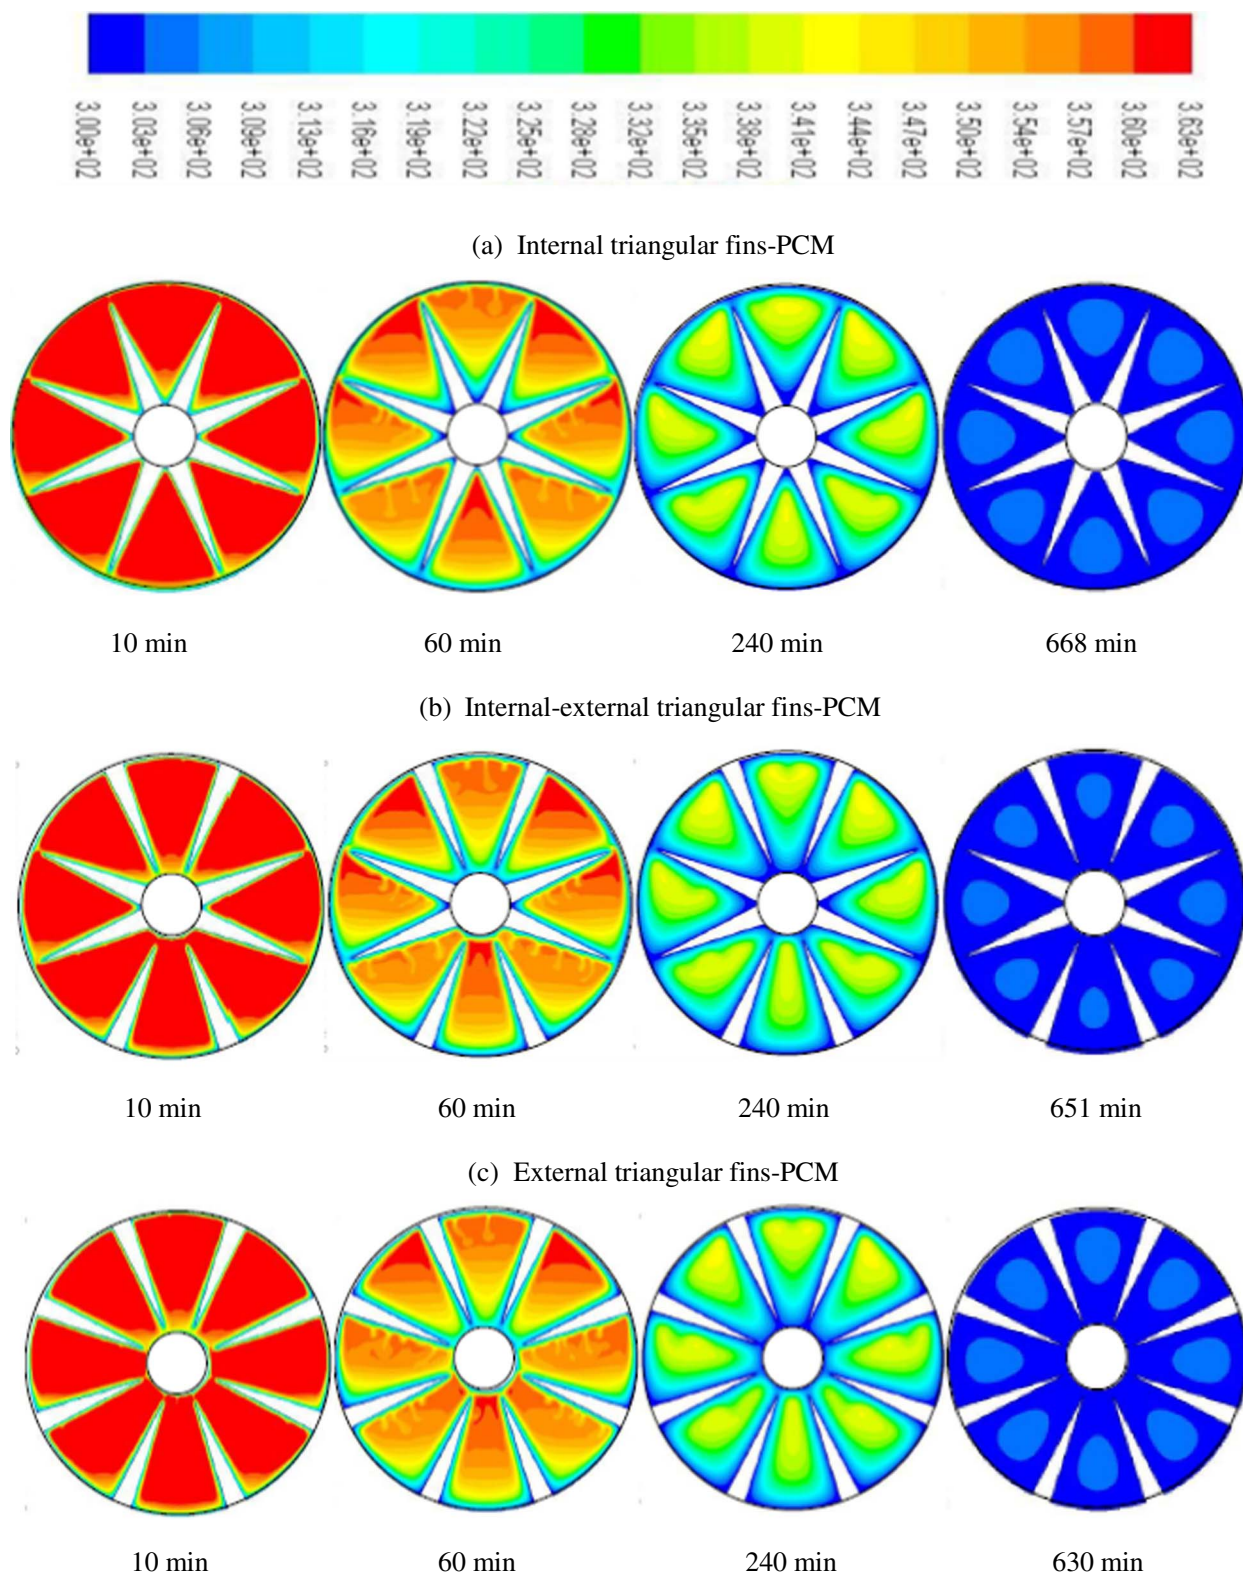 3.00e+02 3.03e+02 3.06e+02 3.09e+02 3.13e+02 3.16e+02 3.19e+02 3.22e+02 3.25e+02 3.28e+02 3.32e+02 3.35e+02 3.38e+02 3.41e+02 3.44e+02 3.47e+02 3.50e+02 3.54e+02 3.57e+02 3.60e+02 3.63e+02
(a) Internal triangular fins-PCM
10 min 60 min 240 min 668 min
(b) Internal-external triangular fins-PCM
10 min 60 min 240 min 651 min
(c) External triangular fins-PCM
10 min 60 min 240 min 630 min